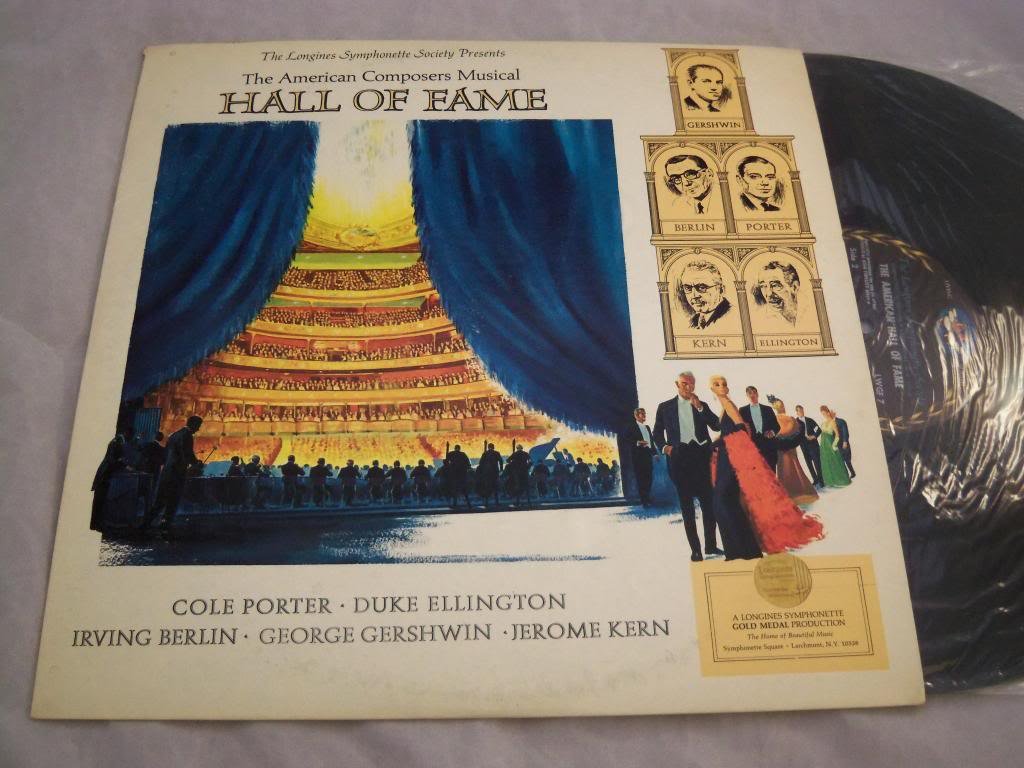 The Longines Symphonette Society Presents
The American Composers Musical
HALL OF FAME
GERSHWIN
BERLIN
PORTER
KERN
ELLINGTON
COLE PORTER · DUKE ELLINGTON
IRVING BERLIN · GEORGE GERSHWIN · JEROME KERN
A LONGINES SYMPHONETTE
GOLD MEDAL PRODUCTION
The Home of Beautiful Music
Symphonette Square · Larchmont, N.Y. 10538
Side 2
THE AMERICAN HALL OF FAME